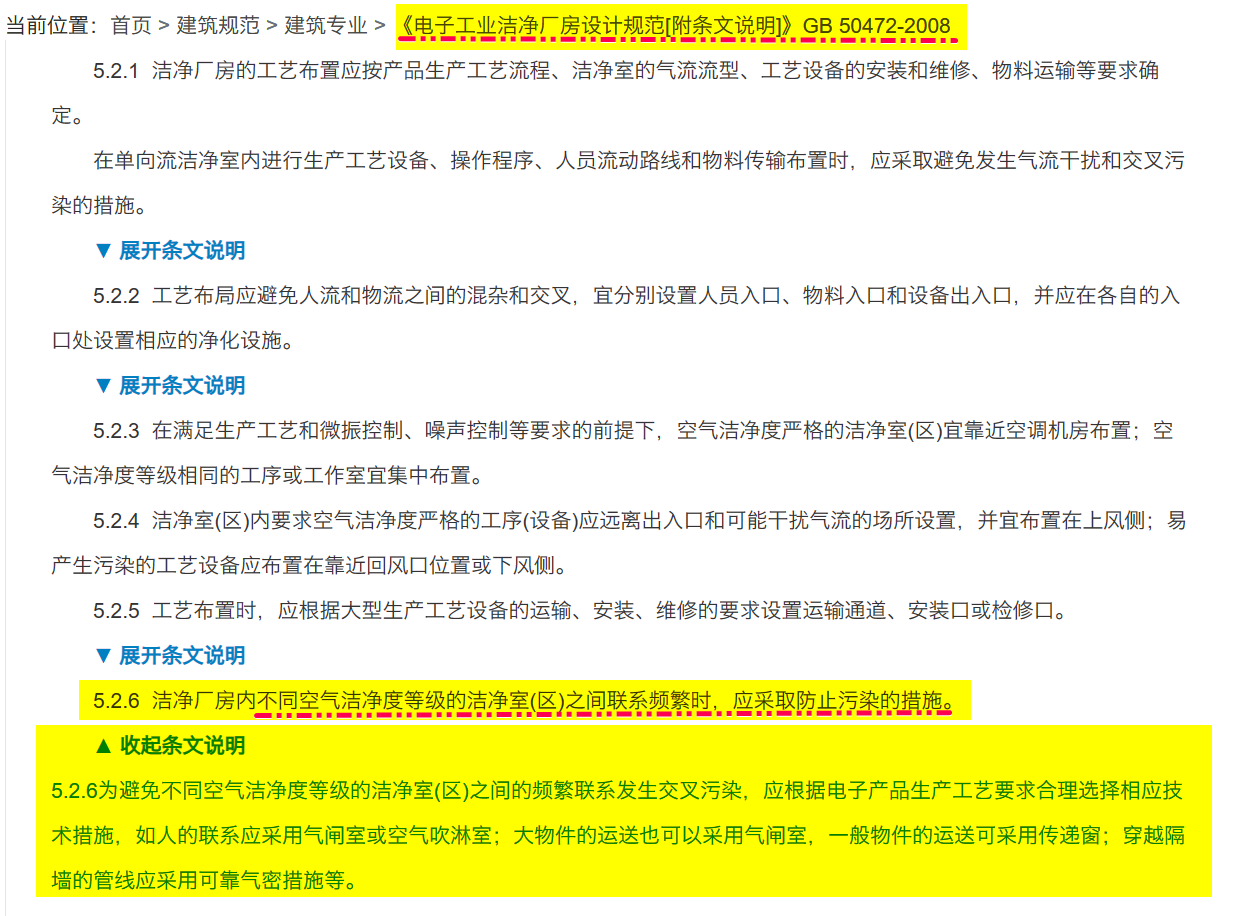 当前位置：首页 > 建筑规范 > 建筑专业 > 《电子工业洁净厂房设计规范[附条文说明]》GB 50472-2008
5.2.1 洁净厂房的工艺布置应按产品生产工艺流程、洁净室的气流流型、工艺设备的安装和维修、物料运输等要求确
定。
在单向流洁净室内进行生产工艺设备、操作程序、人员流动路线和物料传输布置时，应采取避免发生气流干扰和交叉污
染的措施。
▼ 展开条文说明
5.2.2 工艺布局应避免人流和物流之间的混杂和交叉，宜分别设置人员入口、物料入口和设备出入口，并应在各自的入
口处设置相应的净化设施。
▼ 展开条文说明
5.2.3 在满足生产工艺和微振控制、噪声控制等要求的前提下，空气洁净度严格的洁净室(区)宜靠近空调机房布置；空
气洁净度等级相同的工序或工作室宜集中布置。
5.2.4 洁净室(区)内要求空气洁净度严格的工序(设备)应远离出入口和可能干扰气流的场所设置，并宜布置在上风侧；易
产生污染的工艺设备应布置在靠近回风口位置或下风侧。
5.2.5 工艺布置时，应根据大型生产工艺设备的运输、安装、维修的要求设置运输通道、安装口或检修口。
▼ 展开条文说明
5.2.6 洁净厂房内不同空气洁净度等级的洁净室(区)之间联系频繁时，应采取防止污染的措施。
▲ 收起条文说明
5.2.6为避免不同空气洁净度等级的洁净室(区)之间的频繁联系发生交叉污染，应根据电子产品生产工艺要求合理选择相应技
术措施，如人的联系应采用气闸室或空气吹淋室；大物件的运送也可以采用气闸室，一般物件的运送可采用传递窗；穿越隔
墙的管线应采用可靠气密措施等。